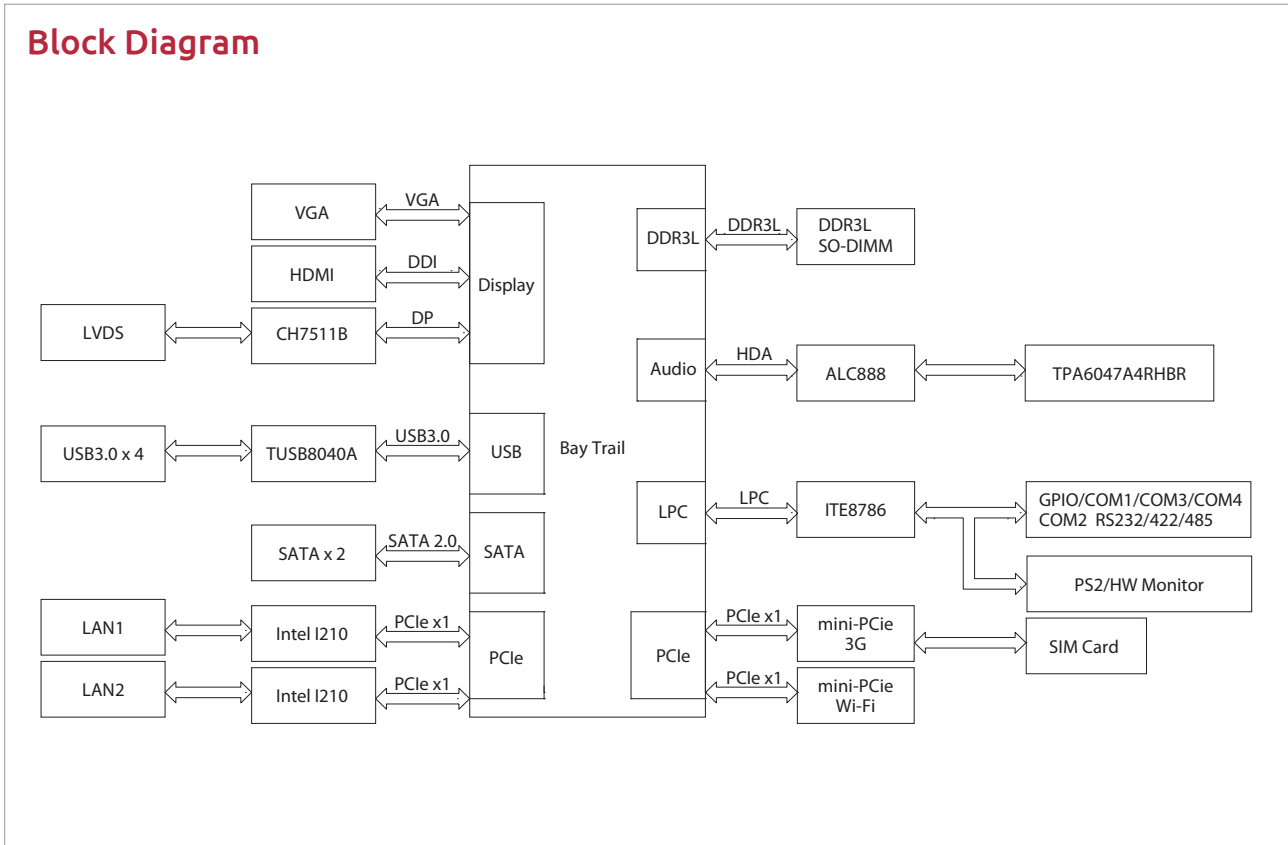 Block Diagram
VGA
VGA
HDMI
DDI
Display
LVDS
CH7511B
DP
USB3.0 x 4
TUSB8040A
USB3.0
USB
Bay Trail
SATA x 2
SATA 2.0
SATA
LAN1
Intel I210
PCIe x1
PCIe
LAN2
Intel I210
PCIe x1
DDR3L
DDR3L
DDR3L
SO-DIMM
Audio
HDA
ALC888
TPA6047A4RHBR
LPC
LPC
ITE8786
GPIO/COM1/COM3/COM4
COM2 RS232/422/485
PS2/HW Monitor
PCIe
PCIe x1
mini-PCie
3G
SIM Card
PCIe x1
mini-PCie
Wi-Fi